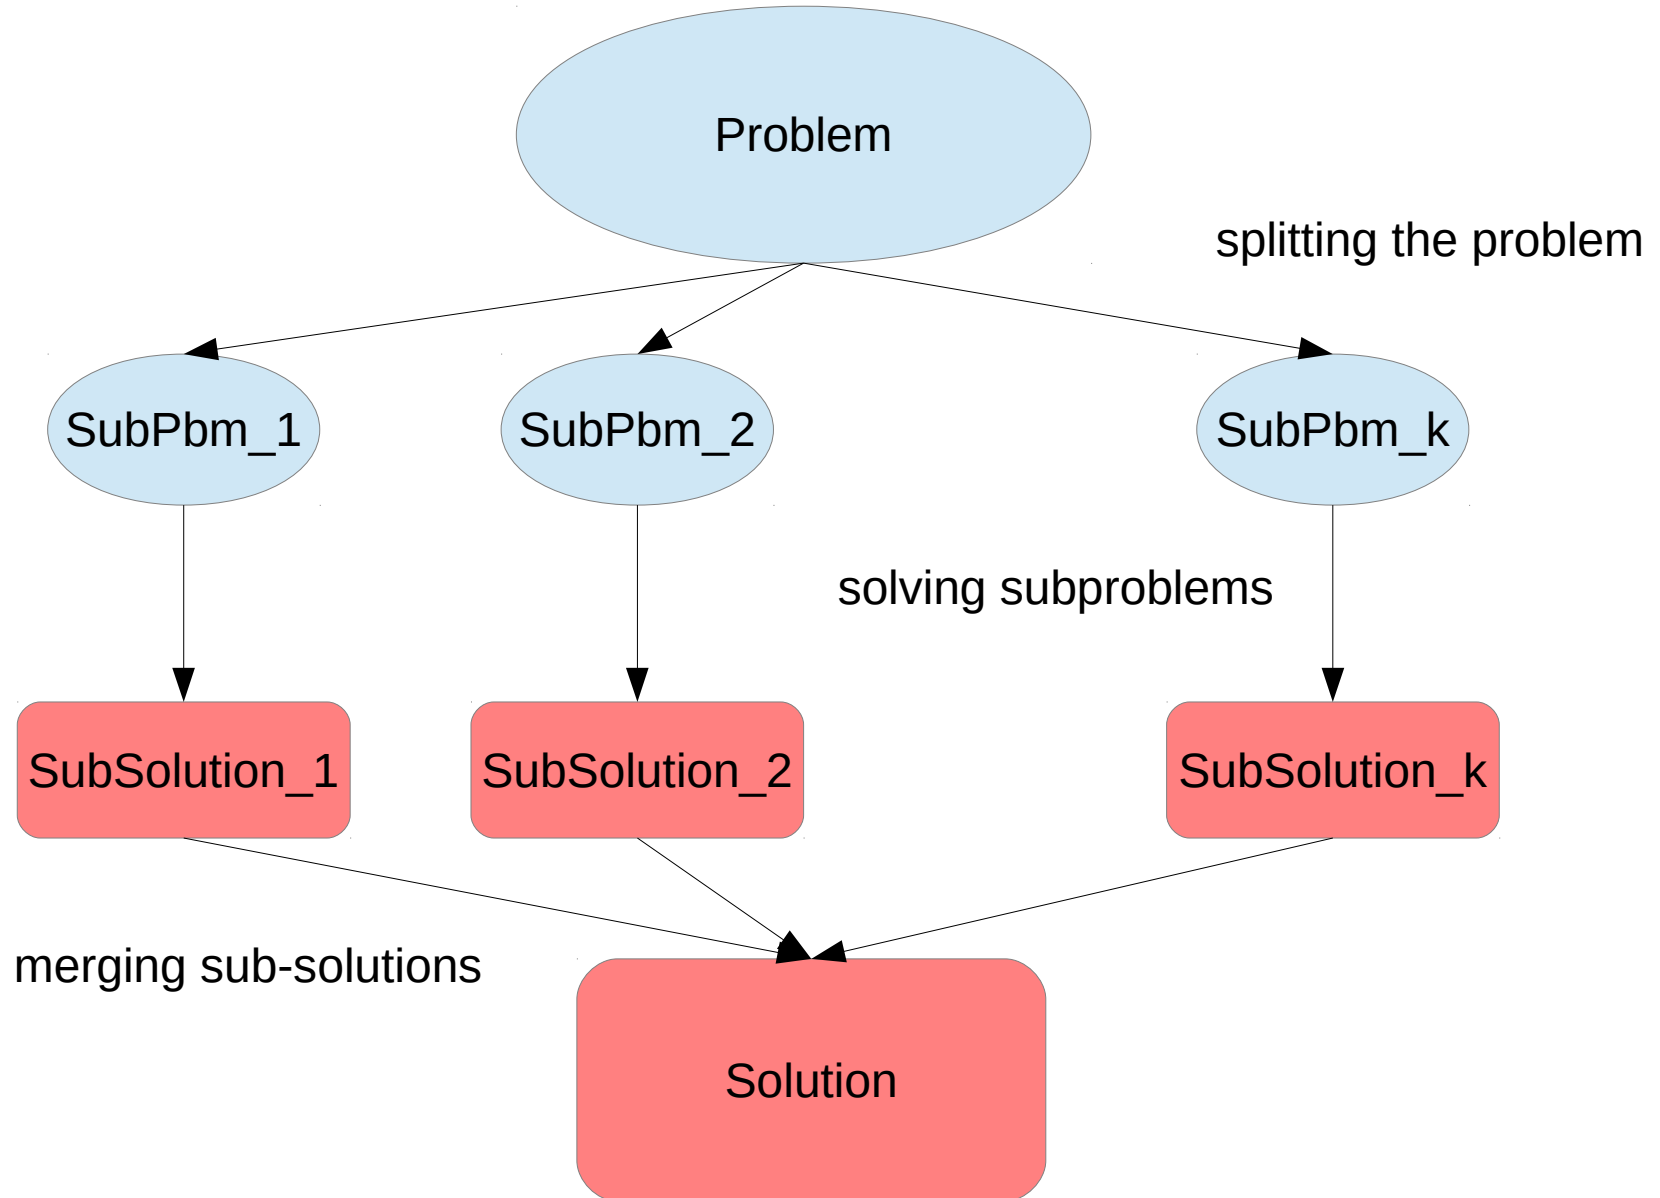 Problem
splitting the problem
SubPbm_1
SubPbm_2
SubPbm_k
solving subproblems
SubSolution_1
SubSolution_2
SubSolution_k
merging sub-solutions
Solution